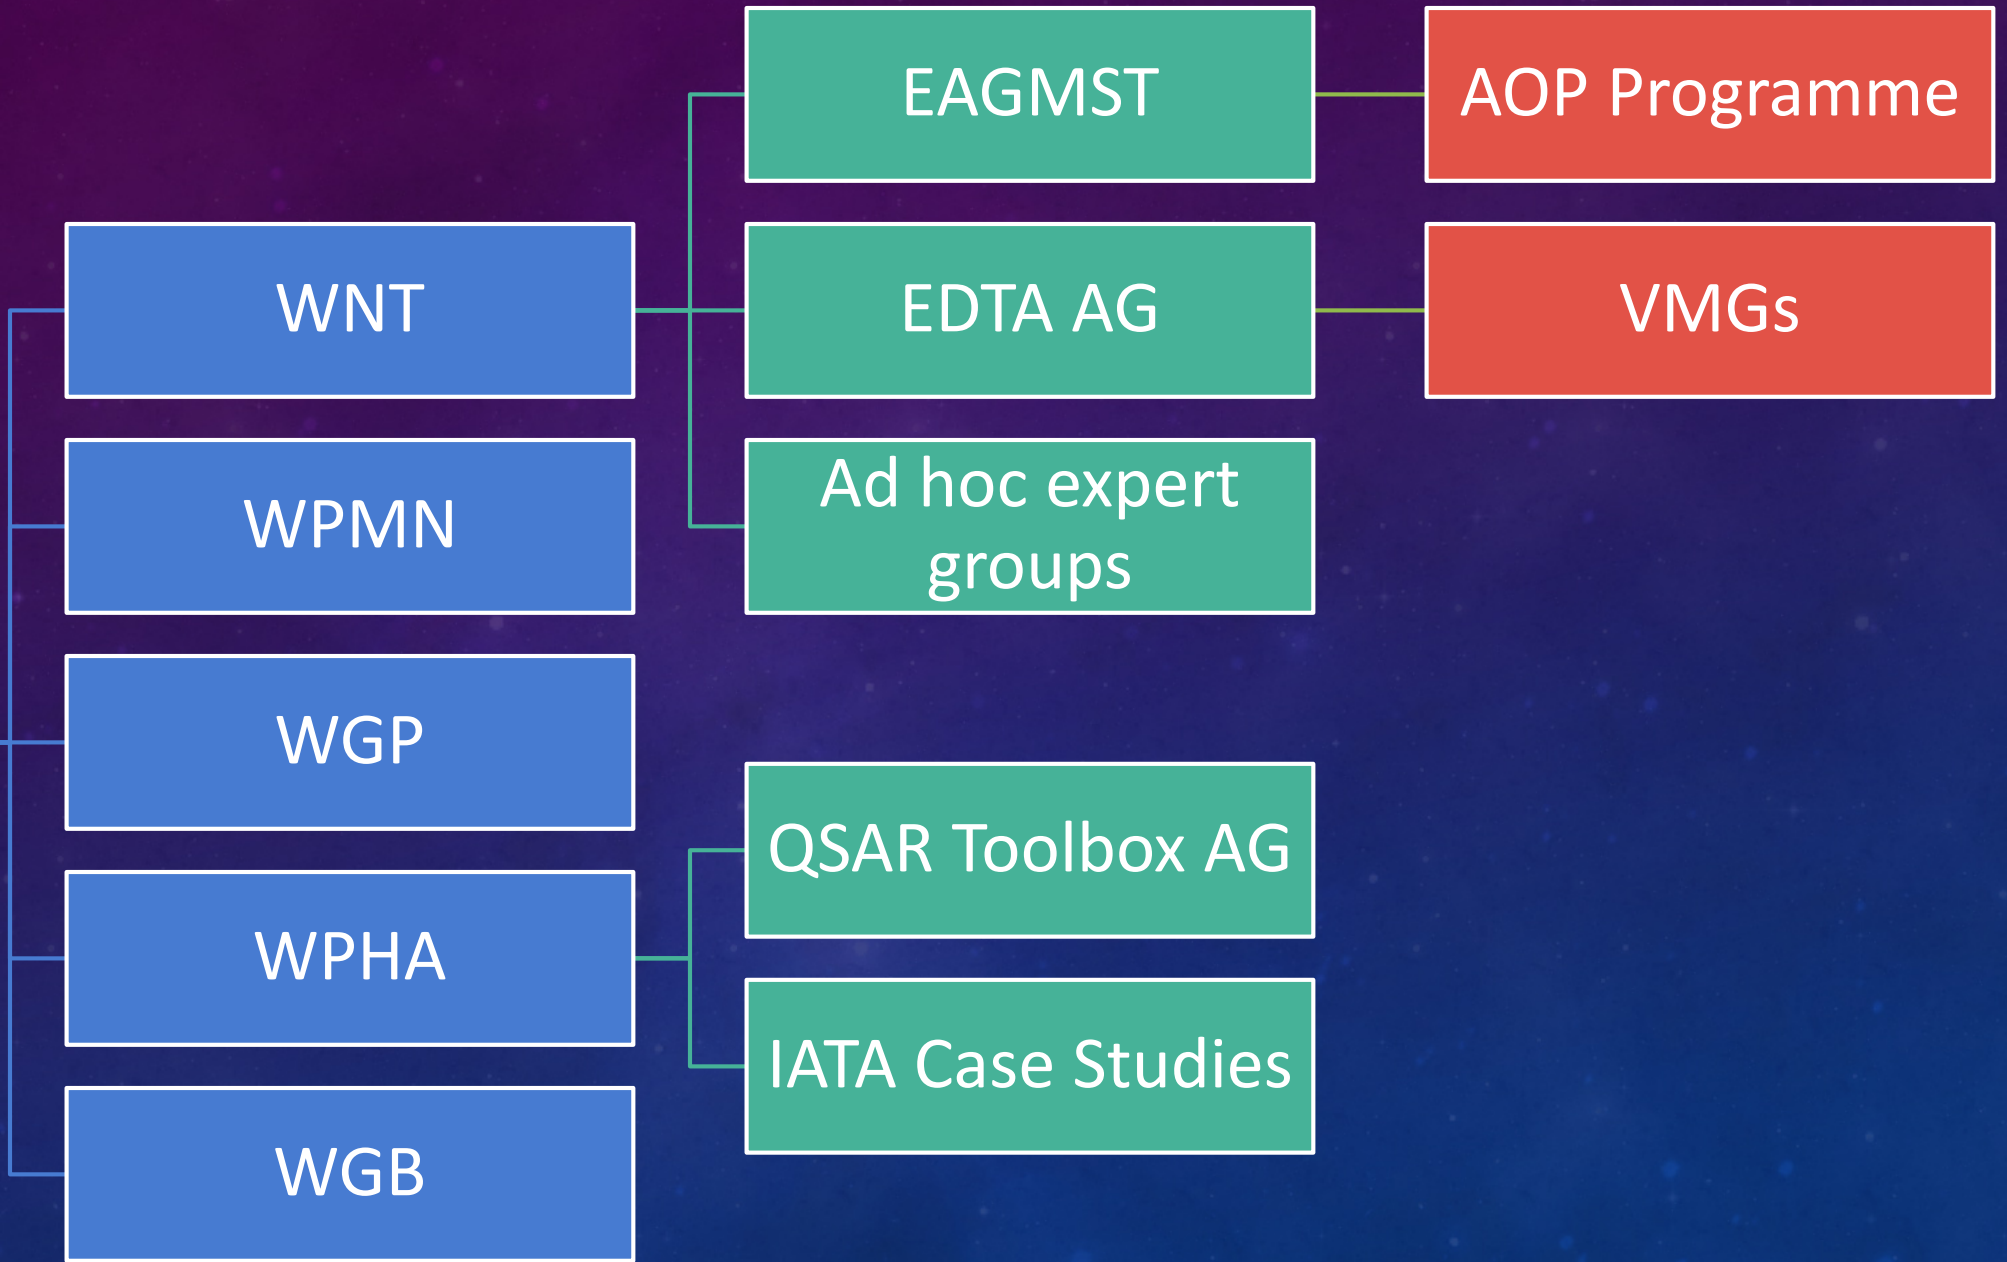 EAGMST
AOP Programme
WNT
EDTA AG
VMGs
WPMN
Ad hoc expert
groups
WGP
QSAR Toolbox AG
WPHA
IATA Case Studies
WGB